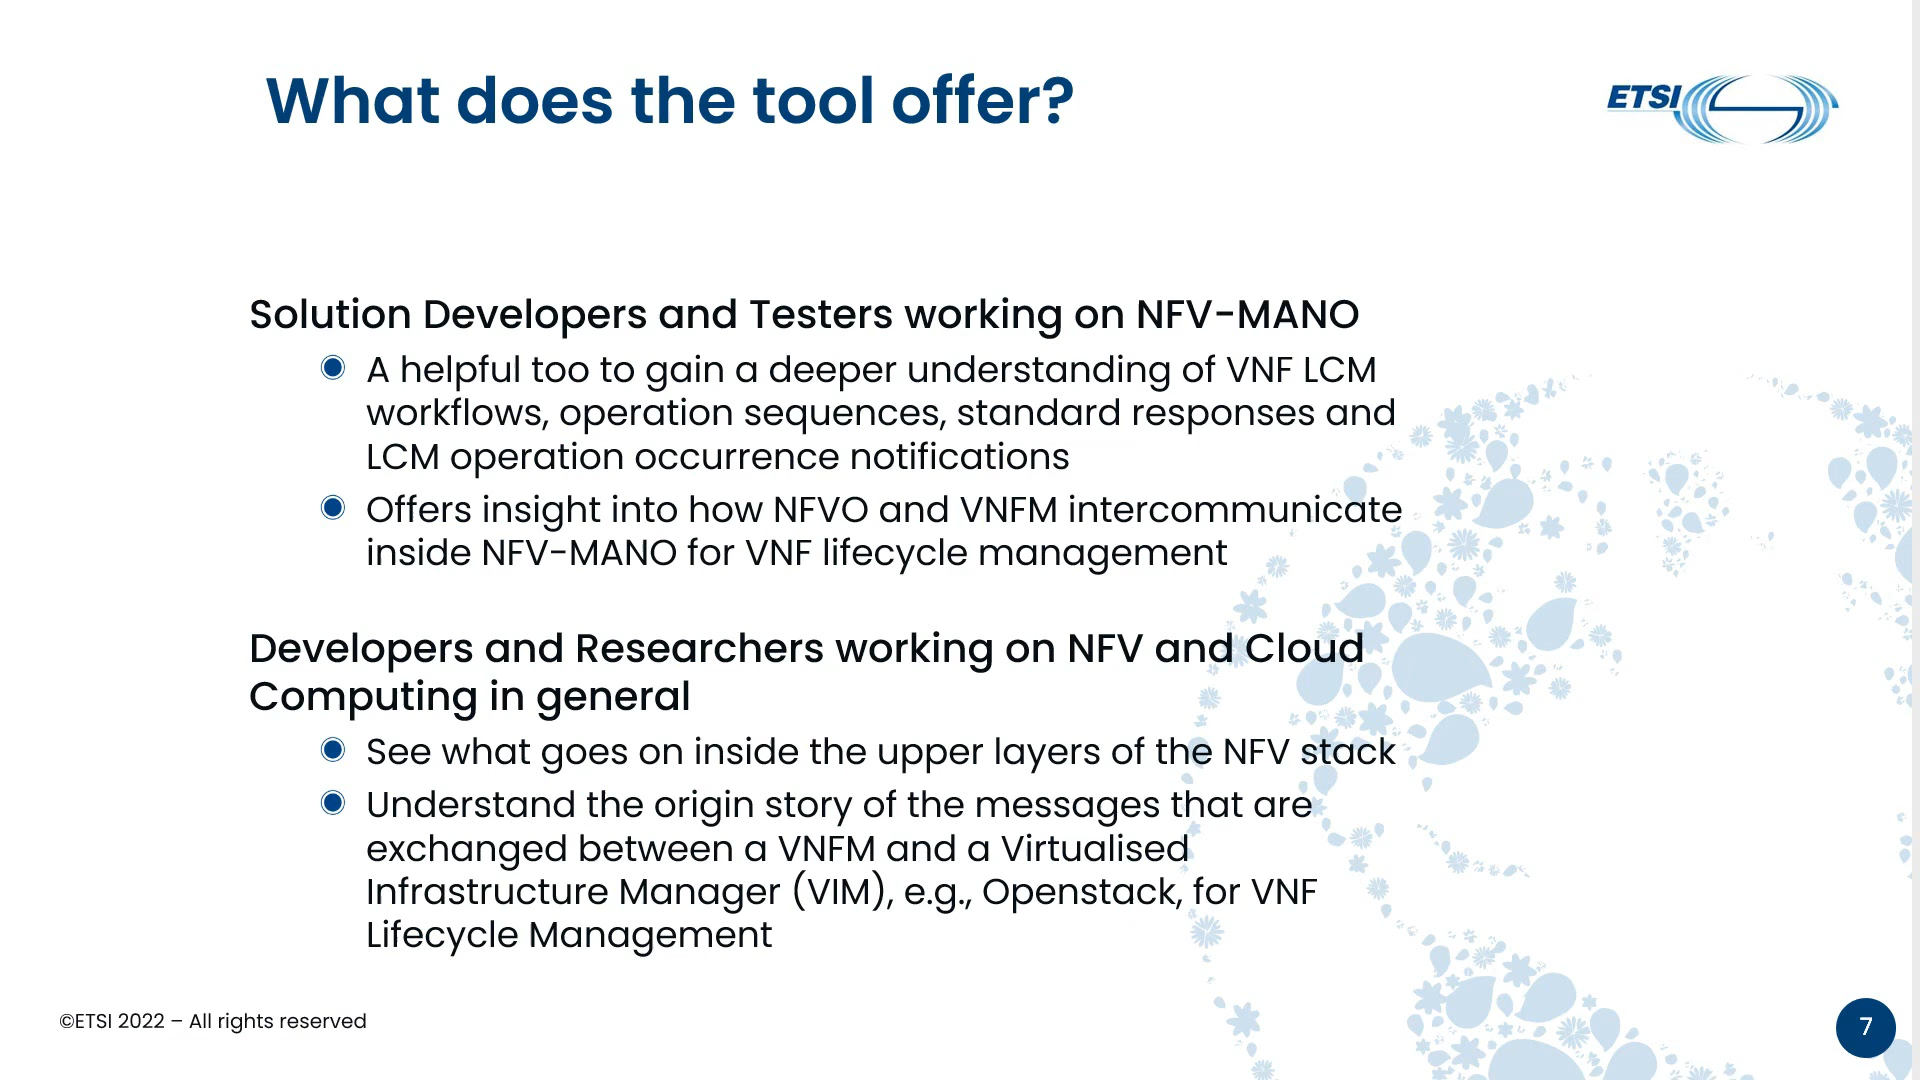 What does the tool offer?
ETSI
Solution Developers and Testers working on NFV-MANO
A helpful too to gain a deeper understanding of VNF LCM
workflows, operation sequences, standard responses and
LCM operation occurrence notifications
Offers insight into how NFVO and VNFM intercommunicate
inside NFV-MANO for VNF lifecycle management
Developers and Researchers working on NFV and Cloud
Computing in general
See what goes on inside the upper layers of the NFV stack
Understand the origin story of the messages that are
exchanged between a VNFM and a Virtualised
Infrastructure Manager (VIM), e.g., Openstack, for VNF
Lifecycle Management
©ETSI 2022 – All rights reserved
7